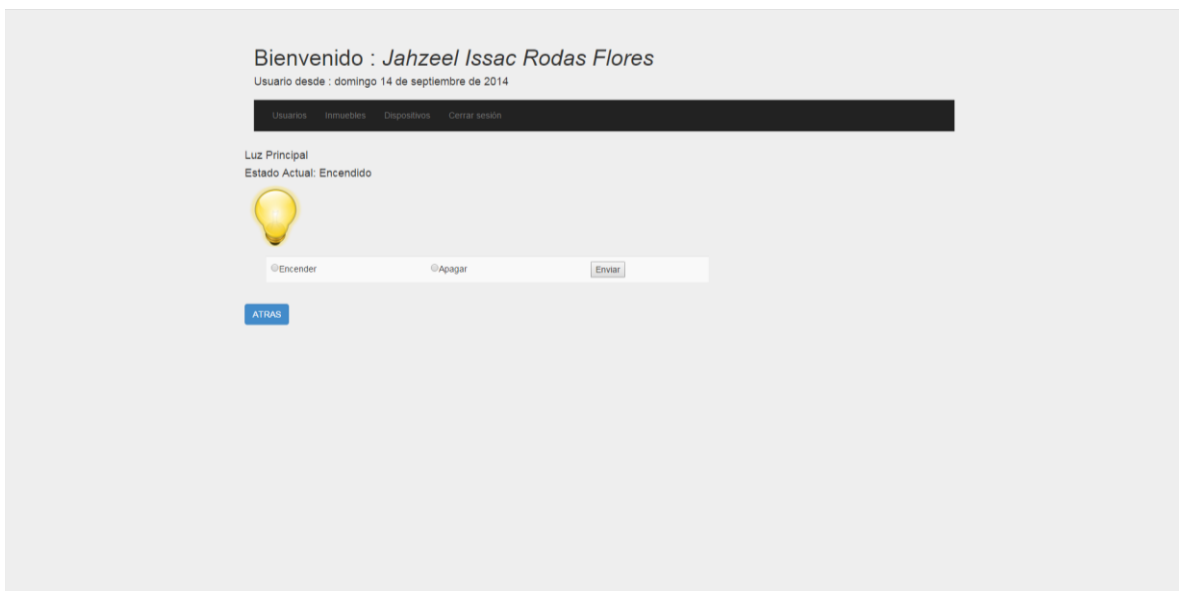 Bienvenido : Jahzeel Issac Rodas Flores
Usuario desde : domingo 14 de septiembre de 2014
Usuarios Inmuebles Dispositivos Cerrar sesión
Luz Principal
Estado Actual: Encendido
Encender Apagar Enviar
ATRAS